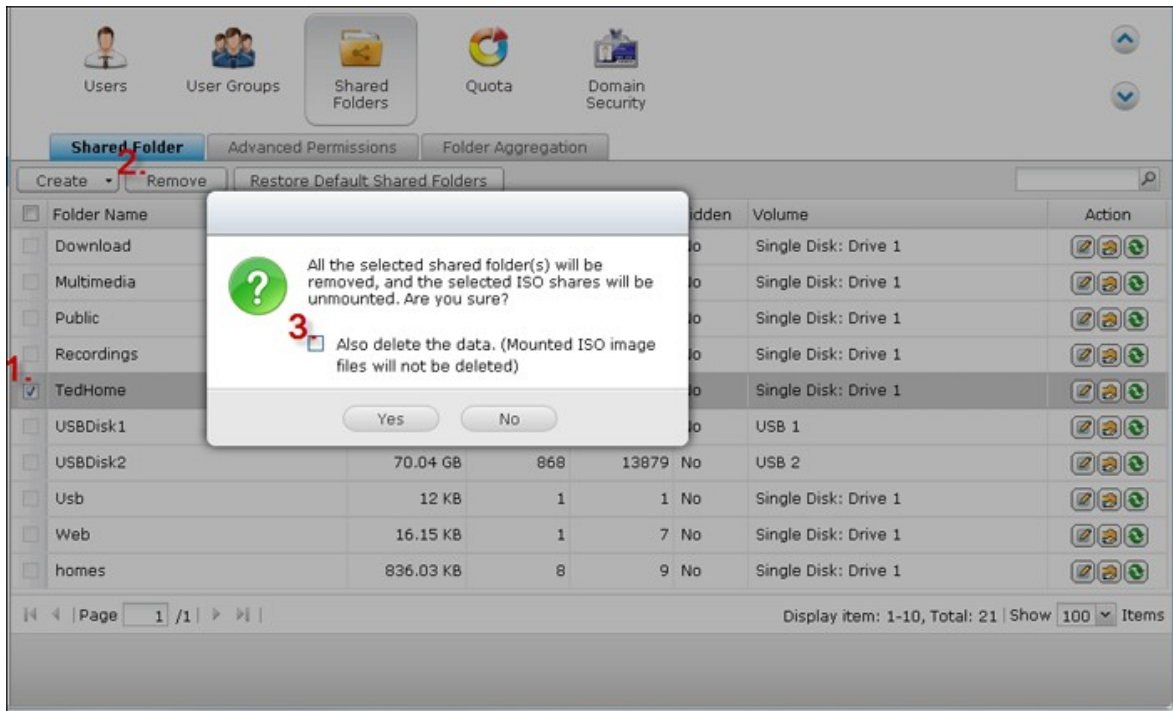 Users
User Groups
Shared
Folders
Quota
Domain
Security
Shared Folder
Advanced Permissions
Folder Aggregation
2.
Create
Remove
Restore Default Shared Folders
Folder Name
idden
Volume
Action
Download
No
Single Disk: Drive 1
Multimedia
No
Single Disk: Drive 1
Public
No
Single Disk: Drive 1
Recordings
No
Single Disk: Drive 1
1.
TedHome
No
Single Disk: Drive 1
USBDisk1
No
USB 1
USBDisk2 70.04 GB 868 13879 No USB 2
Usb 12 KB 1 1 No Single Disk: Drive 1
Web 16.15 KB 1 7 No Single Disk: Drive 1
homes 836.03 KB 8 9 No Single Disk: Drive 1
All the selected shared folder(s) will be
removed, and the selected ISO shares will be
unmounted. Are you sure?
3.
Also delete the data. (Mounted ISO image
files will not be deleted)
Yes
No
Page 1 /1
Display item: 1-10, Total: 21 Show 100 Items